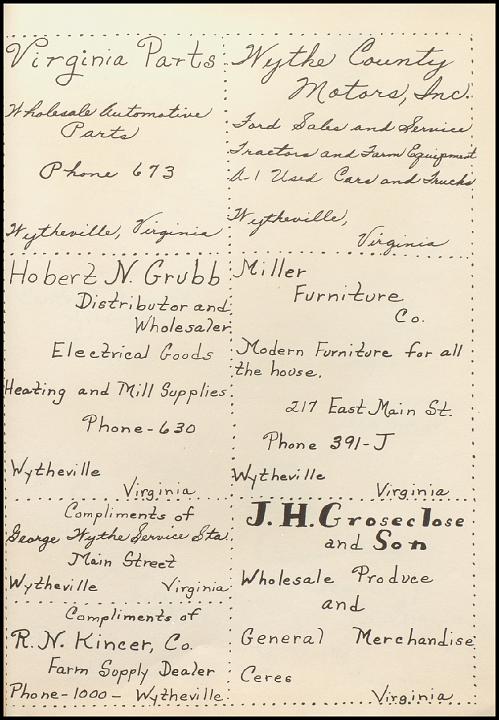 Virginia Parts
Wholesale Automotive
Parts
Phone 673
Wytheville, Virginia
Wythe County
Motors, Inc.
Ford Sales and Service
Tractors and Farm Equipment
A-1 Used Cars and Trucks
Wytheville,
Virginia
Hobert N. Grubb
Distributor and
Wholesaler
Electrical Goods
Heating and Mill Supplies
Phone-630
Wytheville
Virginia
Miller
Furniture
Co.
Modern Furniture for all
the house.
217 East Main St.
Phone 391-J
Wytheville
Virginia
Compliments of
George Wythe Service Sta.
Main Street
Wytheville Virginia
J. H. Groseclose
and Son
Wholesale Produce
and
General Merchandise
Ceres
Virginia
Compliments of
R. N. Kincer, Co.
Farm Supply Dealer
Phone-1000- Wytheville